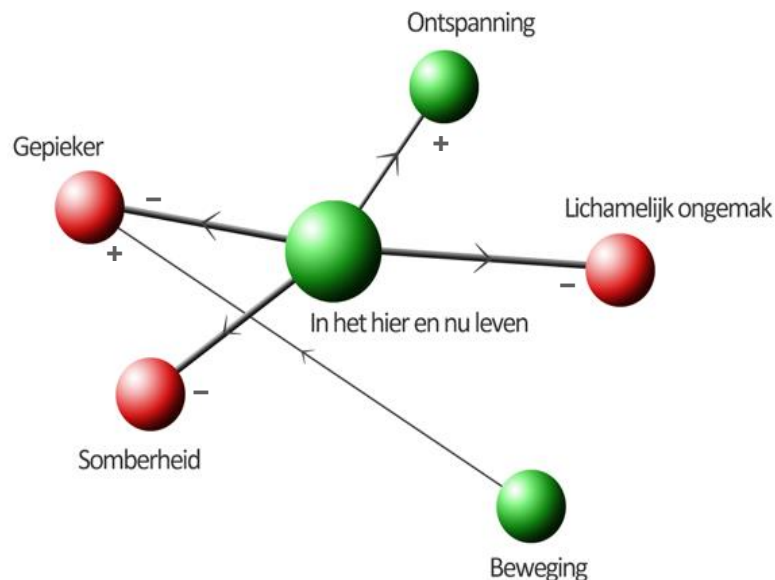 Ontspanning
+
Gepieker
-
Lichamelijk ongemak
+
-
In het hier en nu leven
-
Somberheid
Beweging